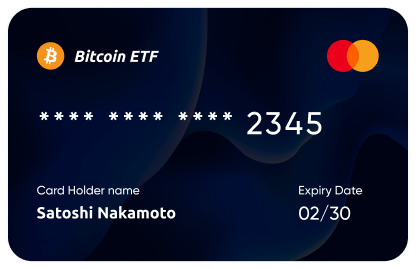 Bitcoin ETF
**** **** **** 2345
Card Holder name
Expiry Date
Satoshi Nakamoto
02/30